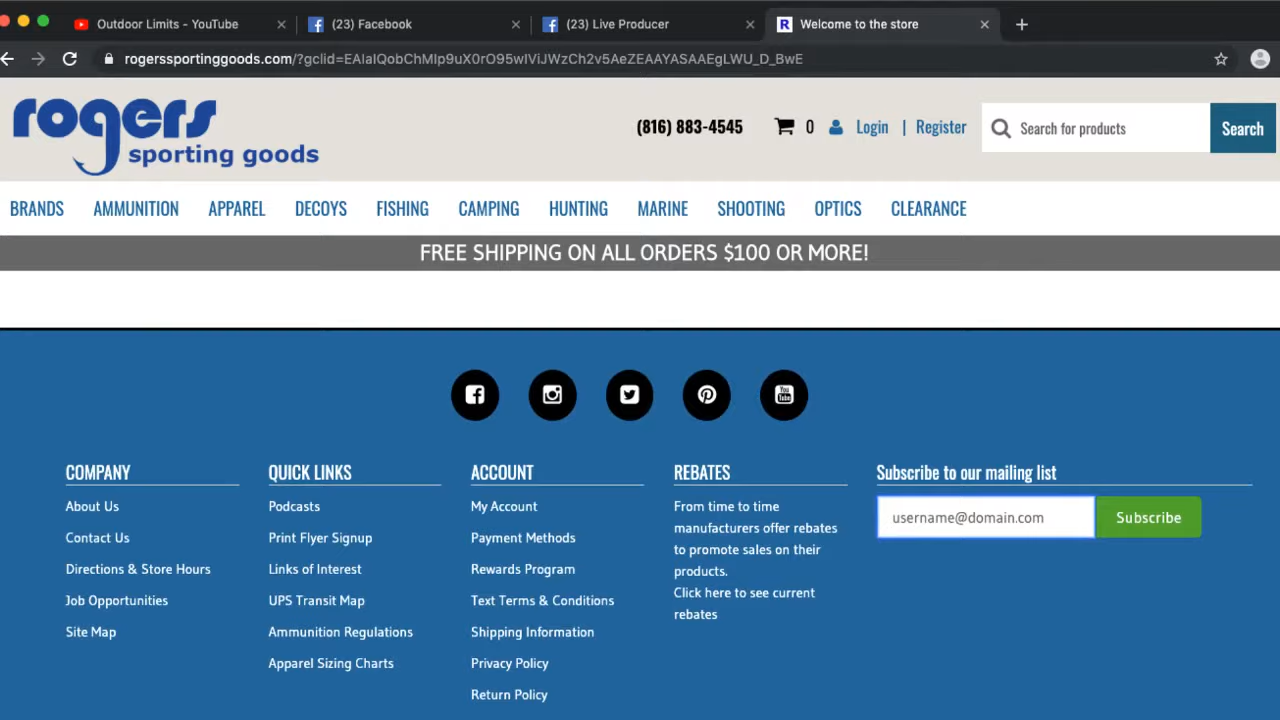 Outdoor Limits - YouTube
(23) Facebook
(23) Live Producer
Welcome to the store
rogerssportinggoods.com/?gclid=EAIaIQobChMIp9uX0rO95wIViJWzCh2v5AeZEAAYASAAEgLWU_D_BwE
rogers
sporting goods
(816) 883-4545
0
Login | Register
Search for products
Search
BRANDS AMMUNITION APPAREL DECOYS FISHING CAMPING HUNTING MARINE SHOOTING OPTICS CLEARANCE
FREE SHIPPING ON ALL ORDERS $100 OR MORE!
You
Tube
COMPANY
About Us
Contact Us
Directions & Store Hours
Job Opportunities
Site Map
QUICK LINKS
Podcasts
Print Flyer Signup
Links of Interest
UPS Transit Map
Ammunition Regulations
Apparel Sizing Charts
ACCOUNT
My Account
Payment Methods
Rewards Program
Text Terms & Conditions
Shipping Information
Privacy Policy
Return Policy
REBATES
From time to time
manufacturers offer rebates
to promote sales on their
products.
Click here to see current
rebates
Subscribe to our mailing list
username@domain.com
Subscribe